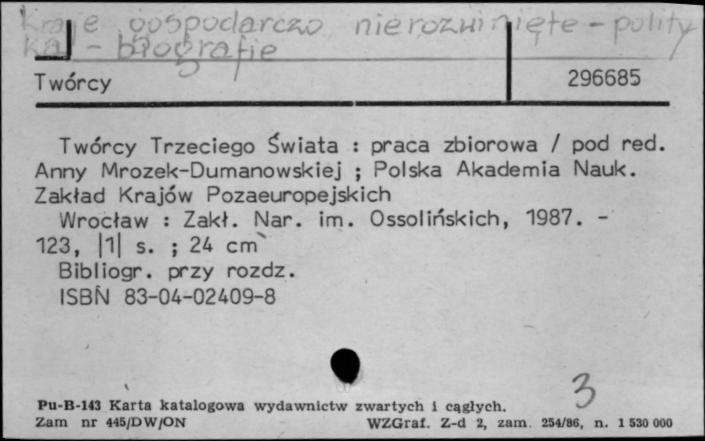 kraje gospodarczo nierozwinięte - polity
ka - biografie
Twórcy
296685
Twórcy Trzeciego Świata : praca zbiorowa / pod red.
Anny Mrozek-Dumanowskiej ; Polska Akademia Nauk.
Zakład Krajów Pozaeuropejskich
Wrocław : Zakł. Nar. im. Ossolińskich, 1987. -
123, |1| s. ; 24 cm
Bibliogr. przy rozdz.
ISBN 83-04-02409-8
3
Pu-B-143 Karta katalogowa wydawnictw zwartych i cągłych.
Zam nr 445/DW/ON WZGraf. Z-d 2, zam. 254/86, n. 1 530 000